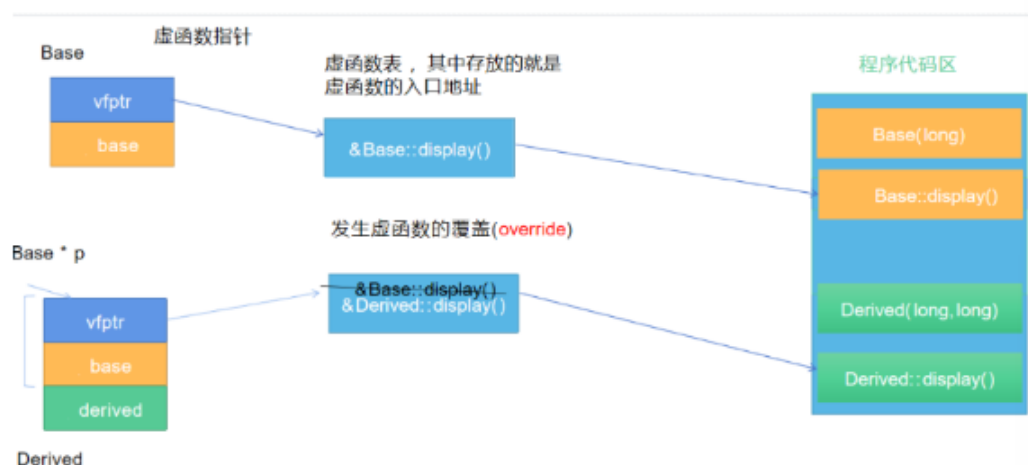 虚函数指针
Base
vfptr
base
虚函数表，其中存放的就是
虚函数的入口地址
&Base::display()
程序代码区
Base(long)
Base::display()
发生虚函数的覆盖(override)
Base * p
vfptr
base
derived
Derived
&Base::display()
&Derived::display()
Derived(long,long)
Derived::display()